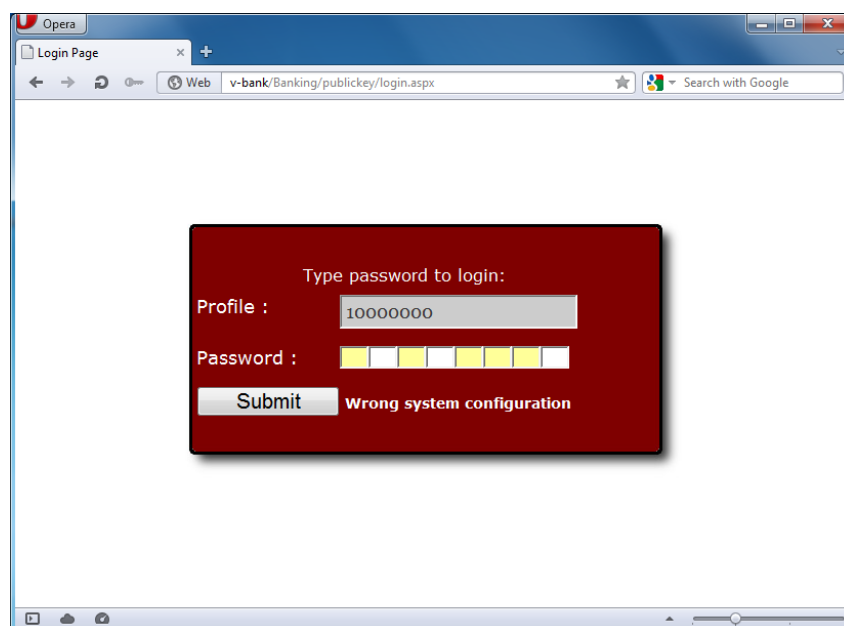 Opera
Login Page
Web v-bank/Banking/publickey/login.aspx Search with Google
Type password to login:
Profile : 10000000
Password :
Submit Wrong system configuration